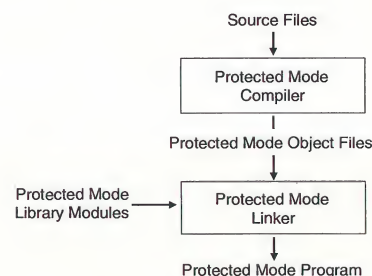 Source Files
Protected Mode
Compiler
Protected Mode Object Files
Protected Mode
Library Modules
Protected Mode
Linker
Protected Mode Program